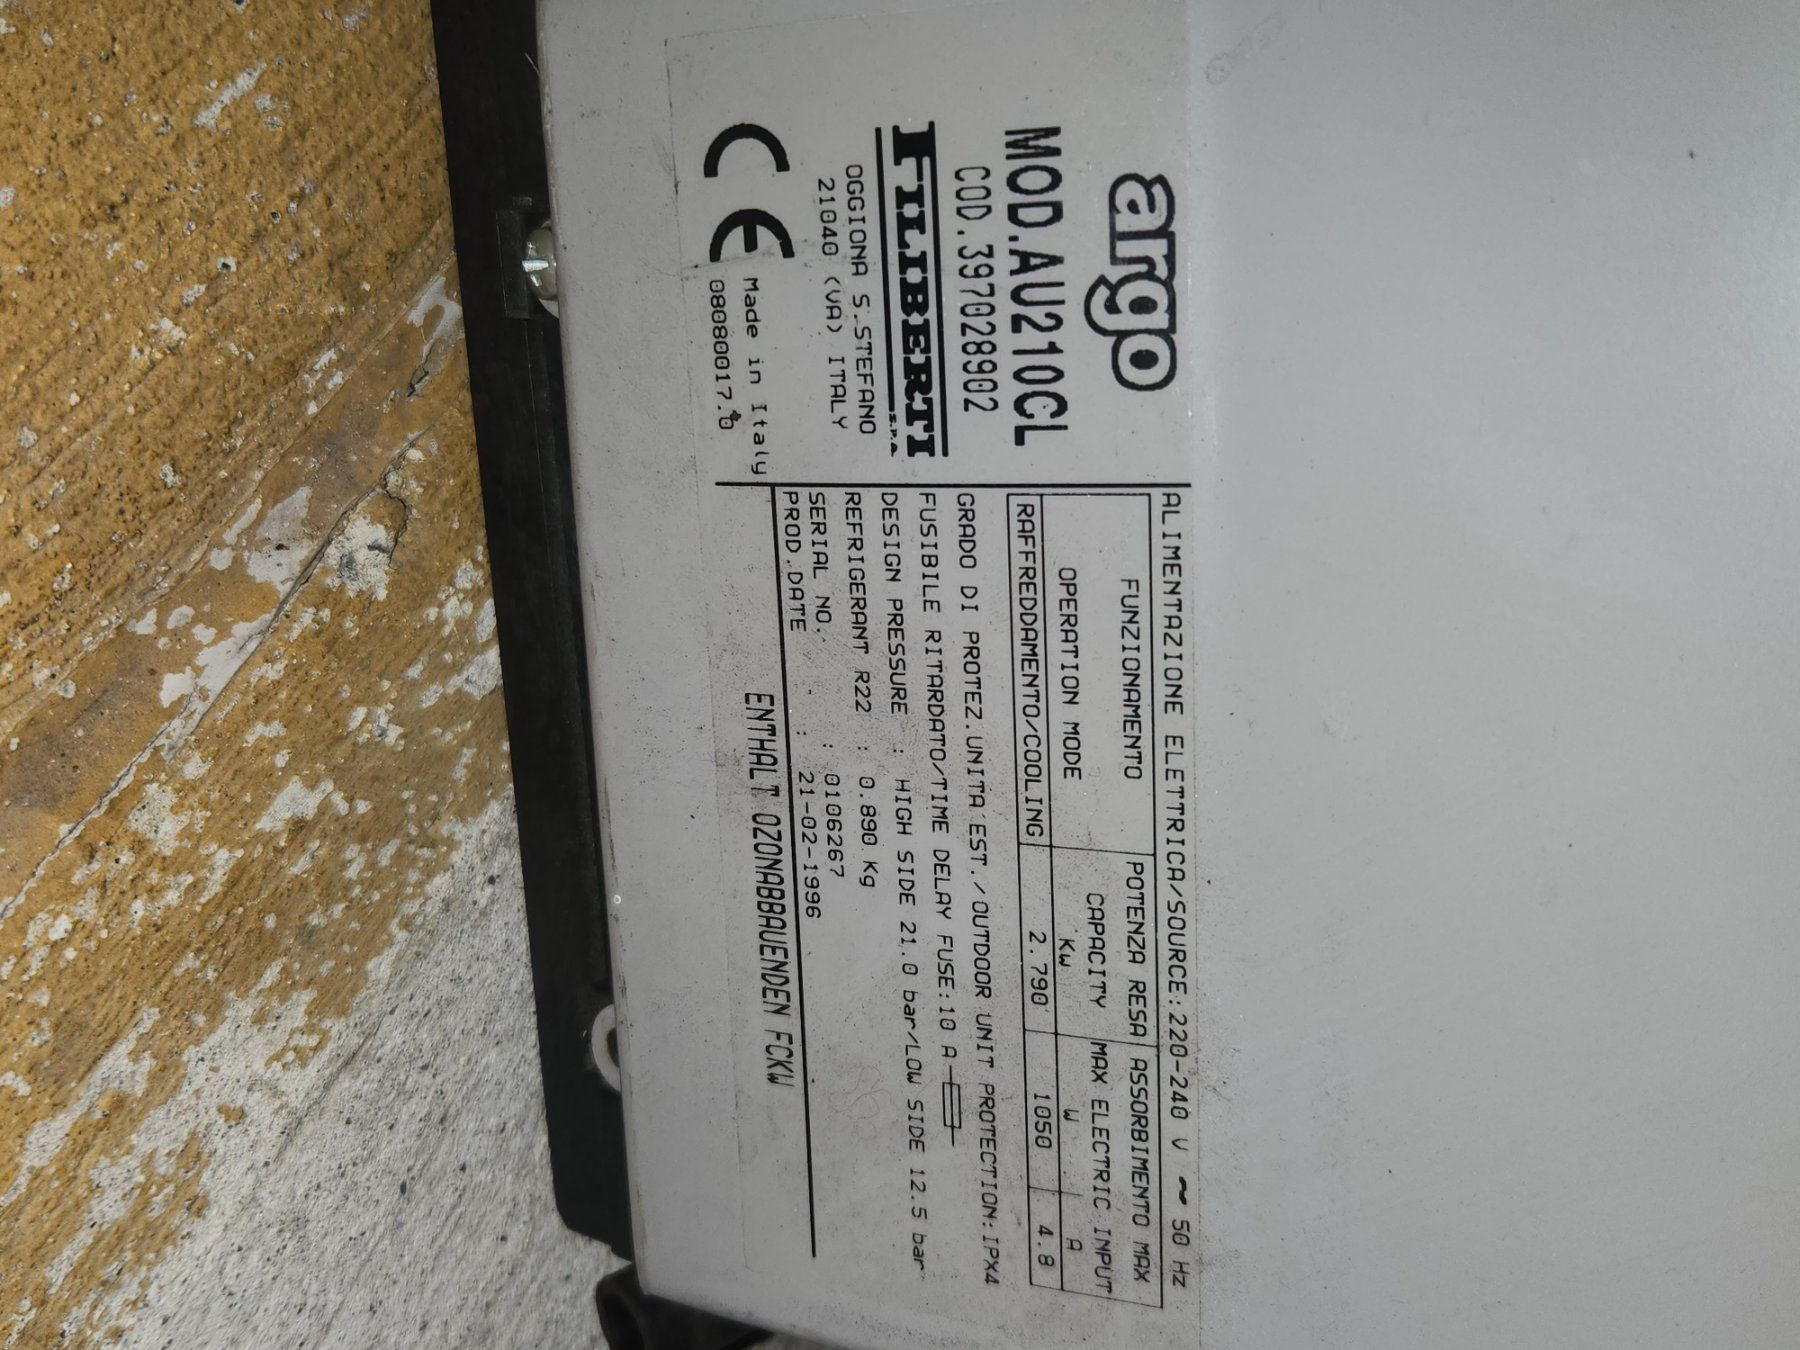 argo
MOD.AU210CL
COD.397028902
FILIBERTI
S.P.A.
OGGIONA S.STEFANO
21040 (VA) ITALY
CE Made in Italy
08080017.0
ALIMENTAZIONE ELETTRICA/SOURCE:220-240 V ~ 50 Hz
FUNZIONAMENTO POTENZA RESA ASSORBIMENTO MAX
OPERATION MODE CAPACITY MAX ELECTRIC INPUT
KW W A
RAFFREDDAMENTO/COOLING 2.790 1050 4.8
GRADO DI PROTEZ.UNITA'EST./OUTDOOR UNIT PROTECTION:IPX4
FUSIBILE RITARDATO/TIME DELAY FUSE:10 A
DESIGN PRESSURE : HIGH SIDE 21.0 bar/LOW SIDE 12.5 bar
REFRIGERANT R22 : 0.890 Kg
SERIAL NO. : 0106267
PROD.DATE : 21-02-1996
ENTHALT OZONABBAUENDEN FCKW